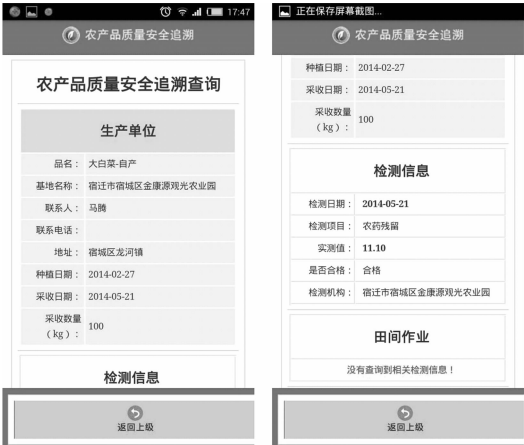 17:47
农产品质量安全追溯
农产品质量安全追溯查询
生产单位
品名： 大白菜-自产
基地名称： 宿迁市宿城区金康源观光农业园
联系人： 马腾
联系电话：
地址： 宿城区龙河镇
种植日期： 2014-02-27
采收日期： 2014-05-21
采收数量
（kg）： 100
检测信息
返回上级
正在保存屏幕截图...
农产品质量安全追溯
种植日期： 2014-02-27
采收日期： 2014-05-21
采收数量
（kg）： 100
检测信息
检测日期： 2014-05-21
检测项目： 农药残留
实测值： 11.10
是否合格： 合格
检测机构： 宿迁市宿城区金康源观光农业园
田间作业
没有查询到相关检测信息！
返回上级